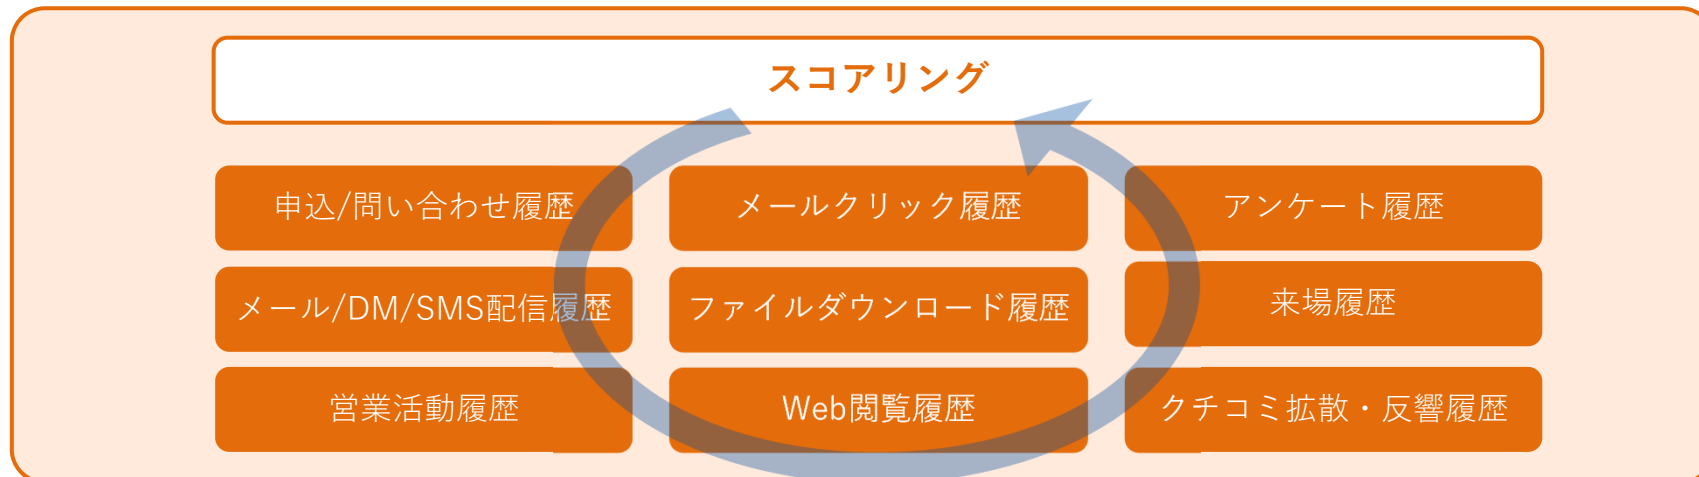 スコアリング
申込/問い合わせ履歴
メールクリック履歴
アンケート履歴
メール/DM/SMS配信履歴
ファイルダウンロード履歴
来場履歴
営業活動履歴
Web閲覧履歴
クチコミ拡散・反響履歴